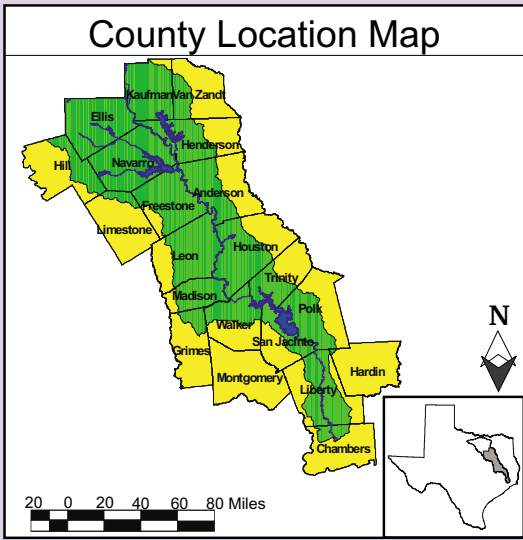 County Location Map
Kaufman
Van Zandt
Ellis
Henderson
Hill
Navarro
Anderson
Freestone
Limestone
Houston
Leon
Trinity
Madison
Polk
Walker
San Jacinto
Grimes
Hardin
Montgomery
Liberty
Chambers
N
20 0 20 40 60 80 Miles